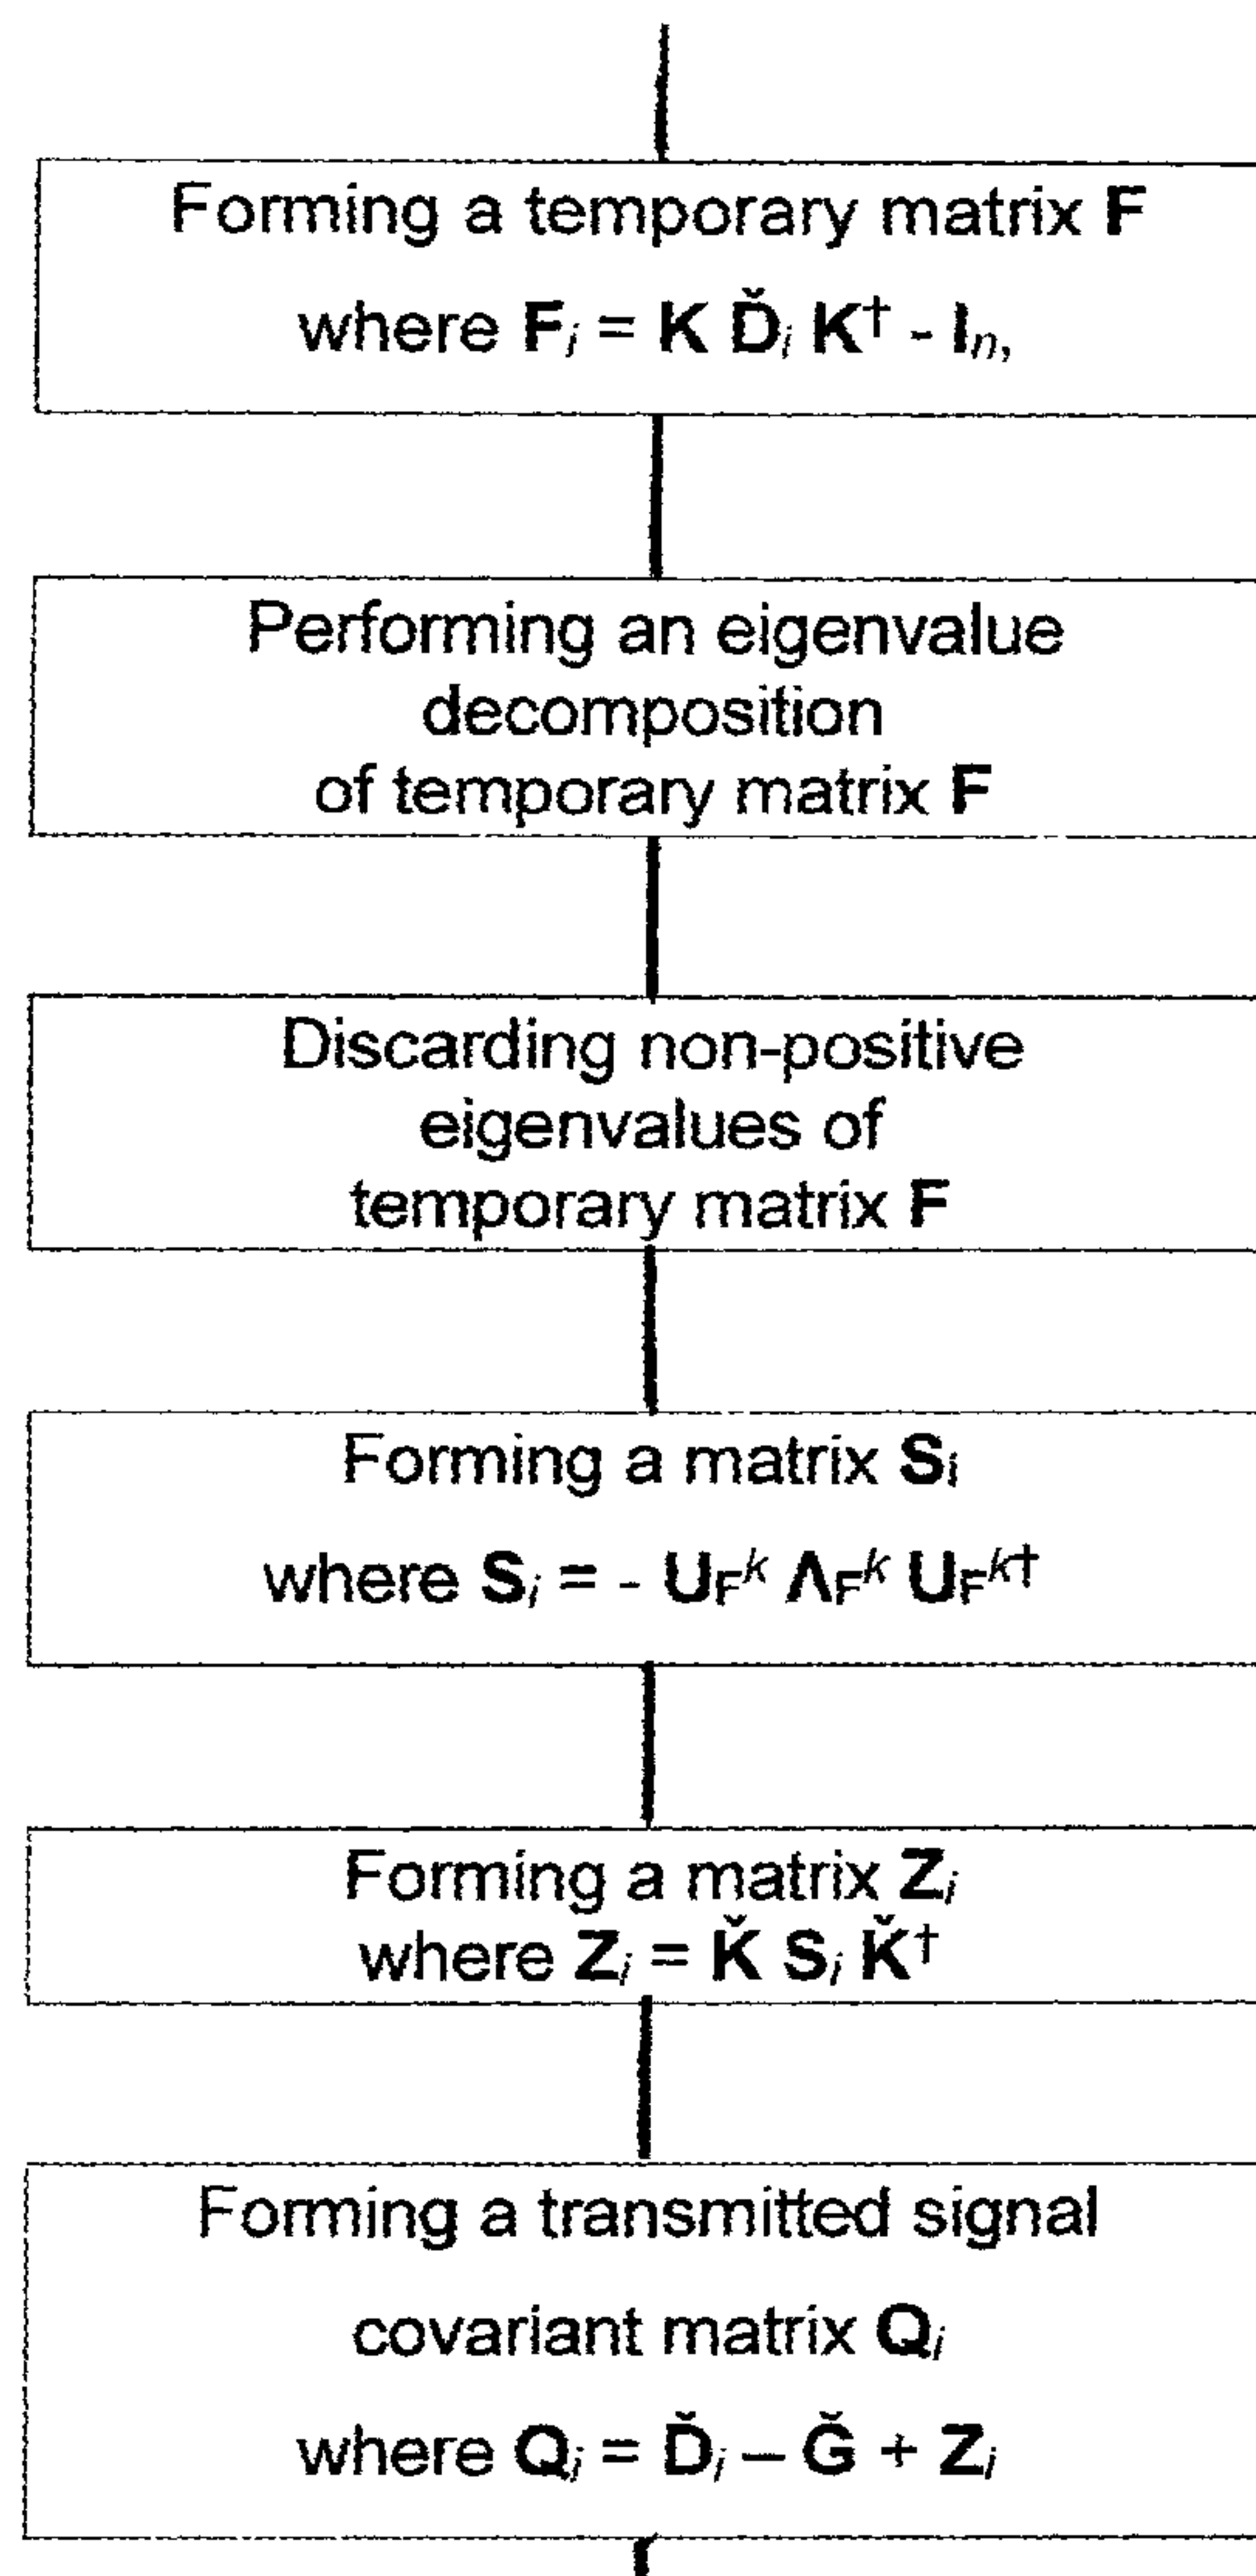 Forming a temporary matrix F
where Fᵢ = K Ďᵢ K† - Iₙ,
Performing an eigenvalue
decomposition
of temporary matrix F
Discarding non-positive
eigenvalues of
temporary matrix F
Forming a matrix Sᵢ
where Sᵢ = - U_F^k Λ_F^k U_F^k†
Forming a matrix Zᵢ
where Zᵢ = Ǩ Sᵢ Ǩ†
Forming a transmitted signal
covariant matrix Qᵢ
where Qᵢ = Ďᵢ – Ğ + Zᵢ